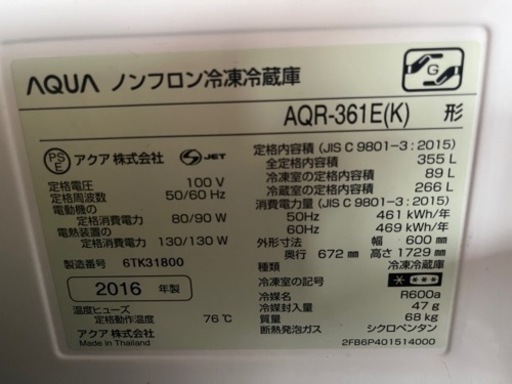 AQUA ノンフロン冷凍冷蔵庫
G
AQR-361E(K) 形
PS E アクア 株式会社 S JET
定格電圧 100 V
定格周波数 50/60 Hz
電動機の
定格消費電力 80/90 W
電熱装置の
定格消費電力 130/130 W
製造番号 6TK31800
2016 年製
温度ヒューズ
定格動作温度 76℃
アクア 株式会社
Made in Thailand
定格内容積 (JIS C 9801-3 : 2015)
全定格内容積 355 L
冷凍室の定格内容積 89 L
冷蔵室の定格内容積 266 L
消費電力量 (JIS C 9801-3 : 2015)
50Hz 461 kWh/年
60Hz 469 kWh/年
外形寸法 幅 600 ㎜
奥行 672 ㎜ 高さ 1729 ㎜
種類 冷凍冷蔵庫
冷凍室の記号
冷媒名 R600a
冷媒封入量 47 g
質量 68 kg
断熱発泡ガス シクロペンタン
2FB6P401514000